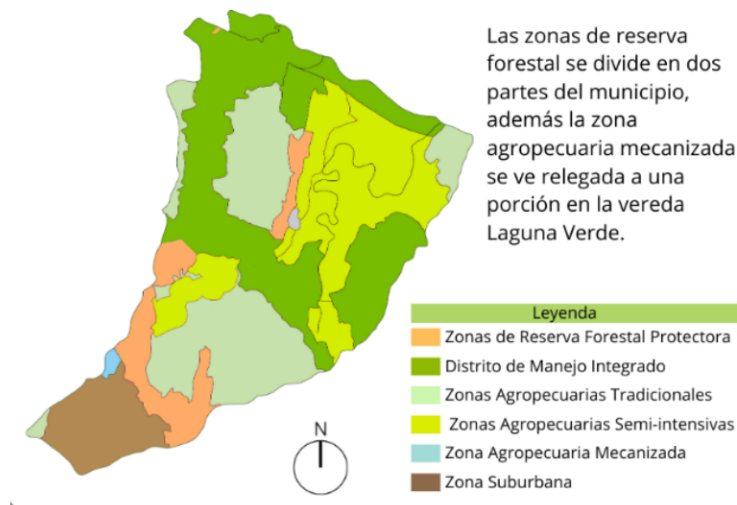 Las zonas de reserva
forestal se divide en dos
partes del municipio,
además la zona
agropecuaria mecanizada
se ve relegada a una
porción en la vereda
Laguna Verde.
Leyenda
Zonas de Reserva Forestal Protectora
Distrito de Manejo Integrado
Zonas Agropecuarias Tradicionales
Zonas Agropecuarias Semi-intensivas
Zona Agropecuaria Mecanizada
Zona Suburbana
N